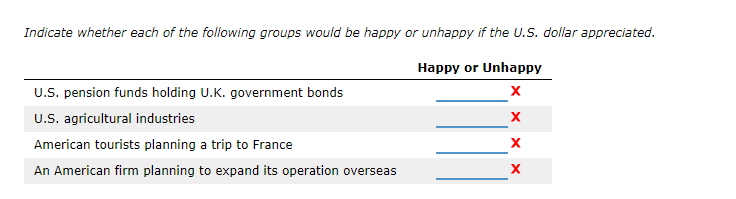 Indicate whether each of the following groups would be happy or unhappy if the U.S. dollar appreciated.
Happy or Unhappy
U.S. pension funds holding U.K. government bonds X
U.S. agricultural industries X
American tourists planning a trip to France X
An American firm planning to expand its operation overseas X